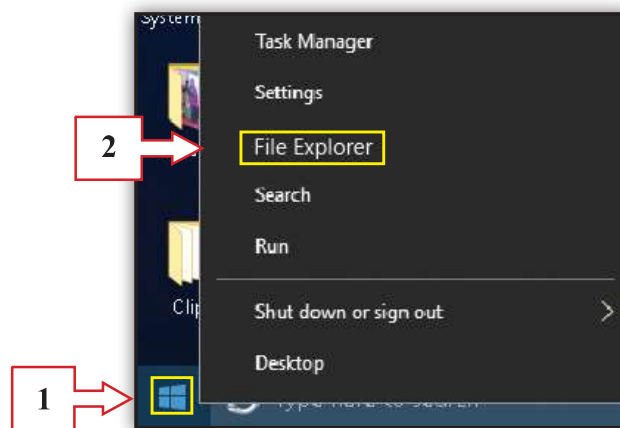 System
Task Manager
Settings
2
File Explorer
Search
Run
Clip
Shut down or sign out
Desktop
1